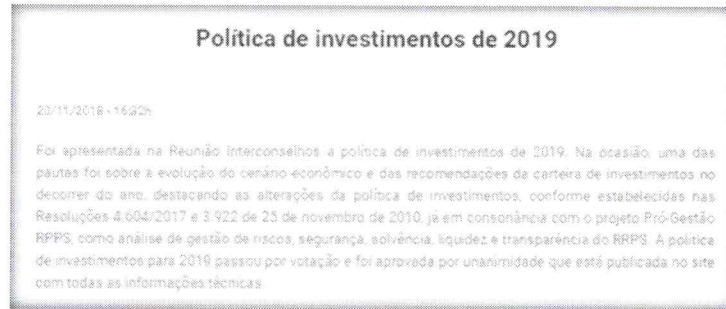 Política de investimentos de 2019
20/11/2018 - 16:22h
Foi apresentada na Reunião Interconselhos a política de investimentos de 2019. Na ocasião, uma das
pautas foi sobre a evolução do cenário econômico e das recomendações da carteira de investimentos no
decorrer do ano, destacando as alterações da política de investimentos, conforme estabelecidas nas
Resoluções 4.604/2017 e 3.922 de 25 de novembro de 2010, já em consonância com o projeto Pró-Gestão
RPPS, como análise de gestão de riscos, segurança, solvência, liquidez e transparência do RRPS. A política
de investimentos para 2019 passou por votação e foi aprovada por unanimidade que está publicada no site
com todas as informações técnicas.